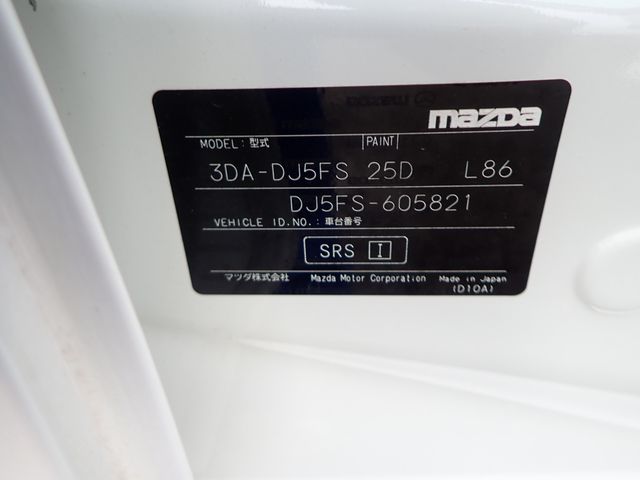 mazda
MODEL: 型式 PAINT
3DA-DJ5FS 25D L86
DJ5FS-605821
VEHICLE ID.NO.: 車台番号
SRS I
マツダ株式会社 Mazda Motor Corporation Made in Japan
(D10A)